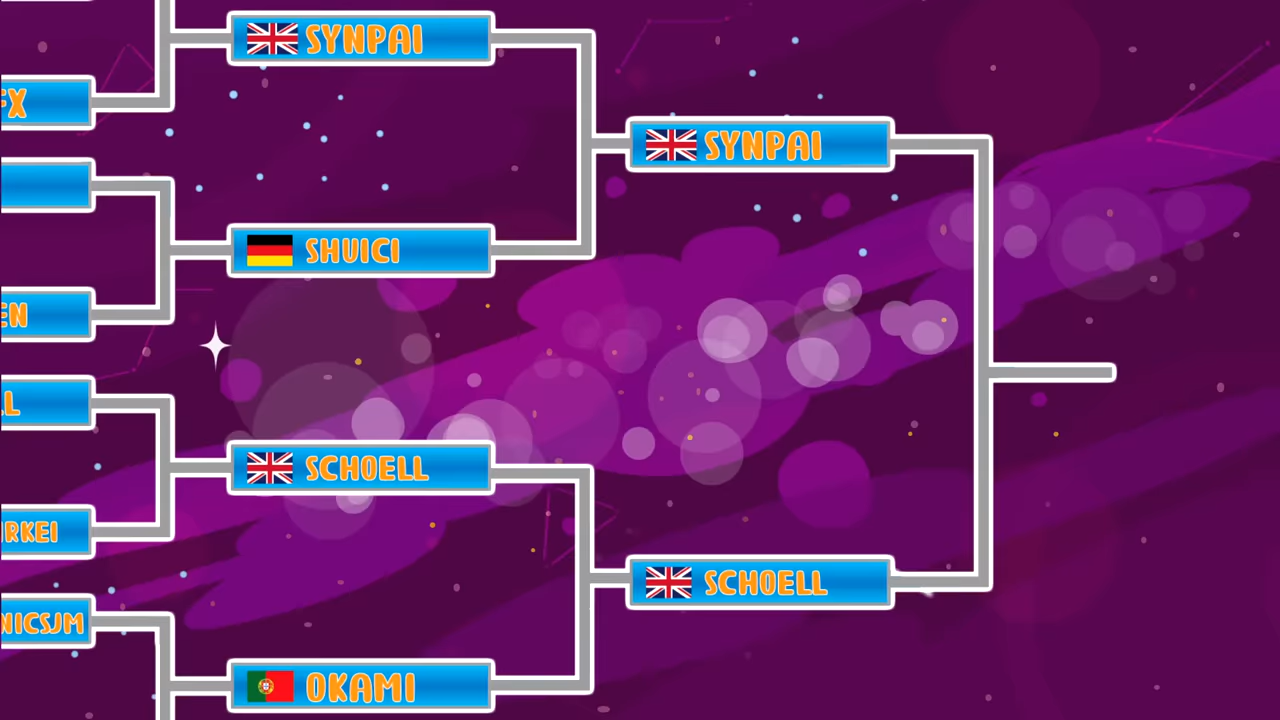 SYNPAI
FX
SYNPAI
SHUICI
EN
SCHOELL
RKEI
SCHOELL
NICSJM
OKAMI